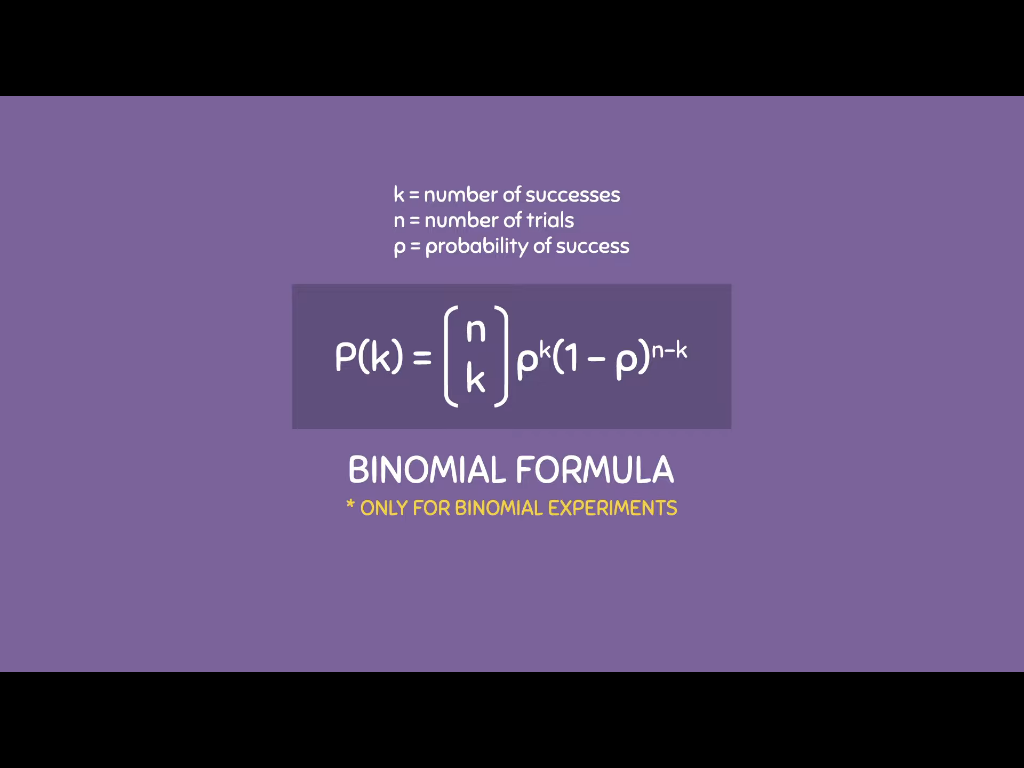 k = number of successes
n = number of trials
p = probability of success
P(k) = (n k) p^k(1 – p)^n–k
BINOMIAL FORMULA
* ONLY FOR BINOMIAL EXPERIMENTS